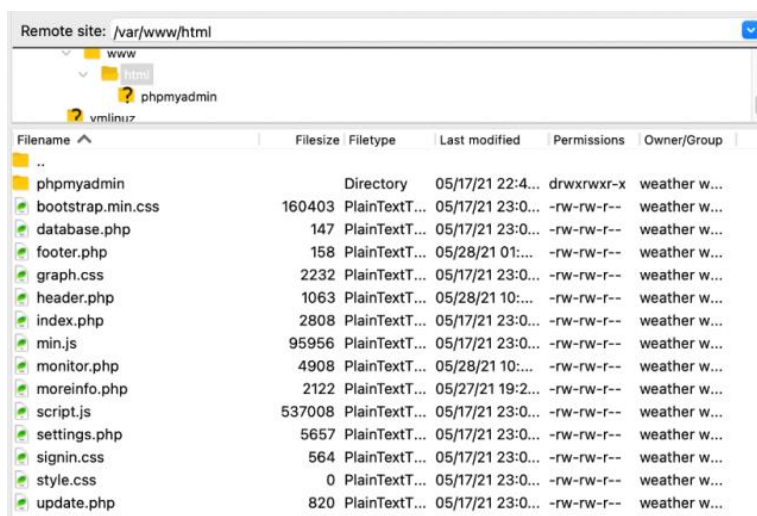 Remote site: /var/www/html
www
html
phpmyadmin
vmlinuz
Filename Filesize Filetype Last modified Permissions Owner/Group
..
phpmyadmin Directory 05/17/21 22:4... drwxrwxr-x weather w...
bootstrap.min.css 160403 PlainTextT... 05/17/21 23:0... -rw-rw-r-- weather w...
database.php 147 PlainTextT... 05/17/21 23:0... -rw-rw-r-- weather w...
footer.php 158 PlainTextT... 05/28/21 01:... -rw-rw-r-- weather w...
graph.css 2232 PlainTextT... 05/17/21 23:0... -rw-rw-r-- weather w...
header.php 1063 PlainTextT... 05/28/21 10:... -rw-rw-r-- weather w...
index.php 2808 PlainTextT... 05/17/21 23:0... -rw-rw-r-- weather w...
min.js 95956 PlainTextT... 05/17/21 23:0... -rw-rw-r-- weather w...
monitor.php 4908 PlainTextT... 05/28/21 10:... -rw-rw-r-- weather w...
moreinfo.php 2122 PlainTextT... 05/27/21 19:2... -rw-rw-r-- weather w...
script.js 537008 PlainTextT... 05/17/21 23:0... -rw-rw-r-- weather w...
settings.php 5657 PlainTextT... 05/17/21 23:0... -rw-rw-r-- weather w...
signin.css 564 PlainTextT... 05/17/21 23:0... -rw-rw-r-- weather w...
style.css 0 PlainTextT... 05/17/21 23:0... -rw-rw-r-- weather w...
update.php 820 PlainTextT... 05/17/21 23:0... -rw-rw-r-- weather w...